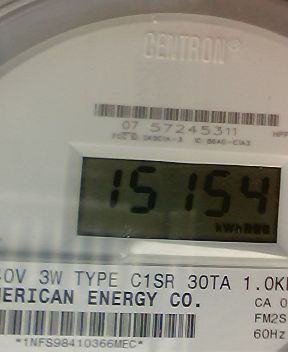 CENTRON®
07 57245311
15154
kWh
0V 3W TYPE C1SR 30TA 1.0K
MERICAN ENERGY CO.
CA 0
FM2S
60Hz
*1NFS98410366MEC*